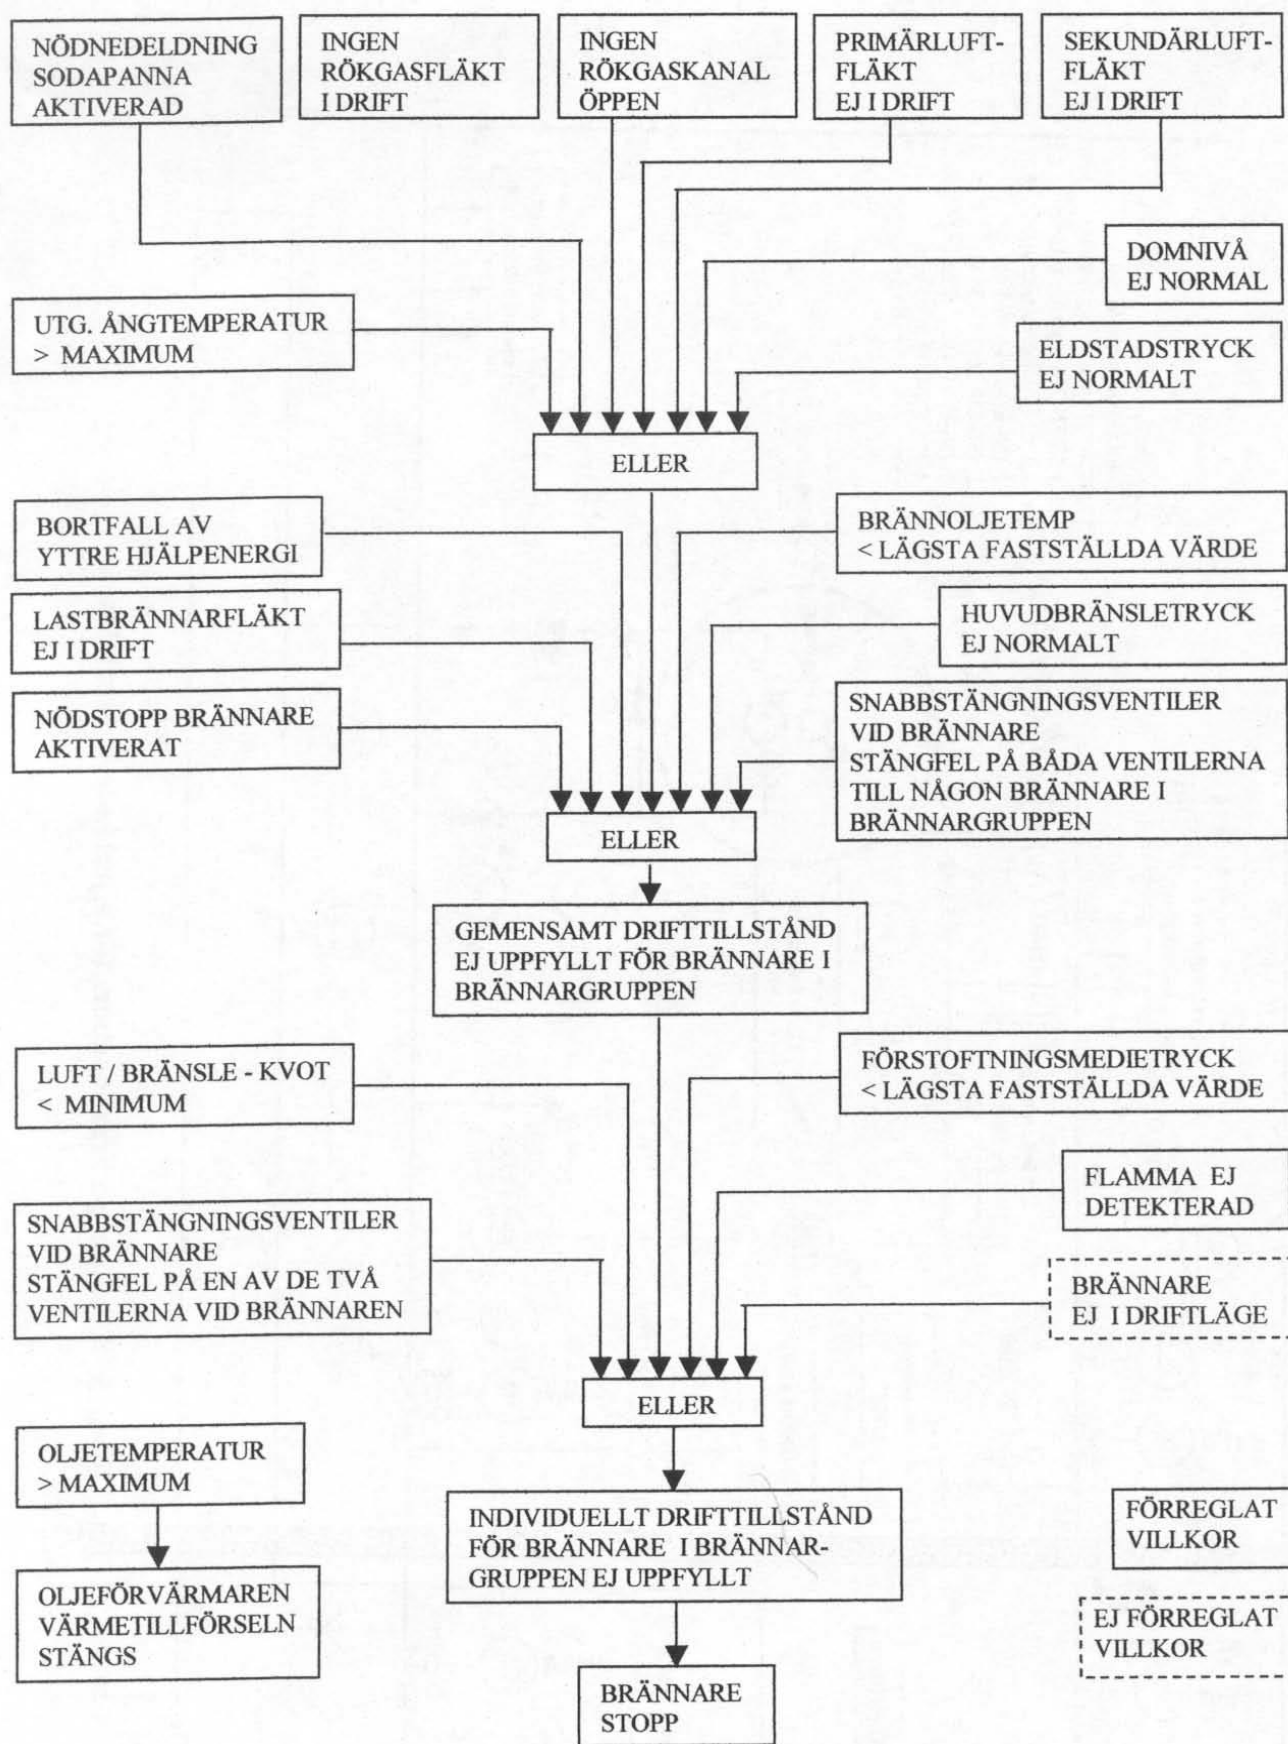 NÖDNEDELDNING
SODAPANNA
AKTIVERAD
INGEN
RÖKGASFLÄKT
I DRIFT
INGEN
RÖKGASKANAL
ÖPPEN
PRIMÄRLUFT-
FLÄKT
EJ I DRIFT
SEKUNDÄRLUFT-
FLÄKT
EJ I DRIFT
DOMNIVÅ
EJ NORMAL
UTG. ÅNGTEMPERATUR
> MAXIMUM
ELDSTADSTRYCK
EJ NORMALT
ELLER
BORTFALL AV
YTTRE HJÄLPENERGI
BRÄNNOLJETEMP
< LÄGSTA FASTSTÄLLDA VÄRDE
LASTBRÄNNARFLÄKT
EJ I DRIFT
HUVUDBRÄNSLETRYCK
EJ NORMALT
NÖDSTOPP BRÄNNARE
AKTIVERAT
SNABBSTÄNGNINGSVENTILER
VID BRÄNNARE
STÄNGFEL PÅ BÅDA VENTILERNA
TILL NÅGON BRÄNNARE I
BRÄNNARGRUPPEN
ELLER
GEMENSAMT DRIFTTILLSTÅND
EJ UPPFYLLT FÖR BRÄNNARE I
BRÄNNARGRUPPEN
LUFT / BRÄNSLE - KVOT
< MINIMUM
FÖRSTOFTNINGSMEDIETRYCK
< LÄGSTA FASTSTÄLLDA VÄRDE
FLAMMA EJ
DETEKTERAD
SNABBSTÄNGNINGSVENTILER
VID BRÄNNARE
STÄNGFEL PÅ EN AV DE TVÅ
VENTILERNA VID BRÄNNAREN
BRÄNNARE
EJ I DRIFTLÄGE
ELLER
OLJETEMPERATUR
> MAXIMUM
INDIVIDUELLT DRIFTTILLSTÅND
FÖR BRÄNNARE I BRÄNNAR-
GRUPPEN EJ UPPFYLLT
FÖRREGLAT
VILLKOR
OLJEFÖRVÄRMAREN
VÄRMETILLFÖRSELN
STÄNGS
EJ FÖRREGLAT
VILLKOR
BRÄNNARE
STOPP